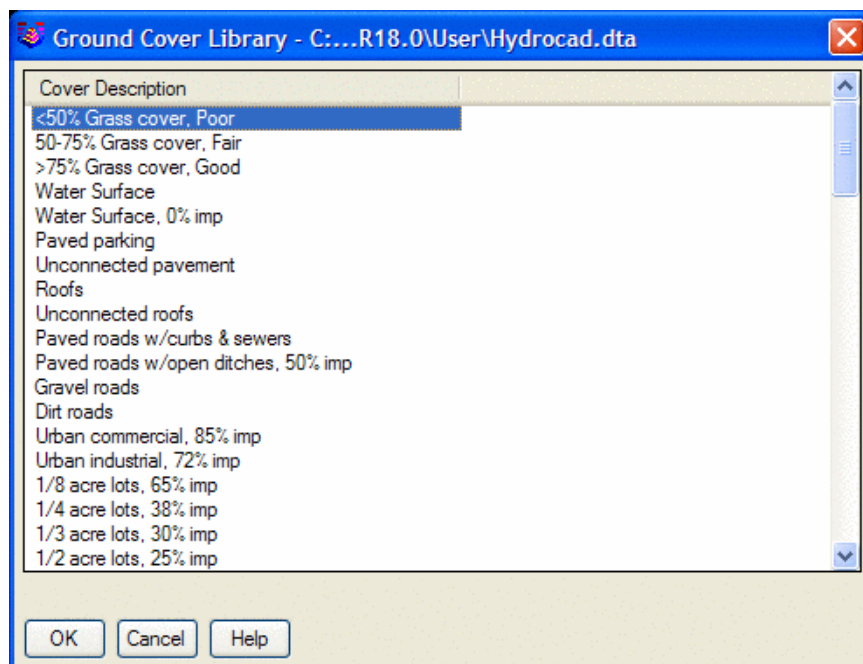 Ground Cover Library - C:...R18.0\User\Hydrocad.dta
Cover Description
<50% Grass cover, Poor
50-75% Grass cover, Fair
>75% Grass cover, Good
Water Surface
Water Surface, 0% imp
Paved parking
Unconnected pavement
Roofs
Unconnected roofs
Paved roads w/curbs & sewers
Paved roads w/open ditches, 50% imp
Gravel roads
Dirt roads
Urban commercial, 85% imp
Urban industrial, 72% imp
1/8 acre lots, 65% imp
1/4 acre lots, 38% imp
1/3 acre lots, 30% imp
1/2 acre lots, 25% imp
OK Cancel Help